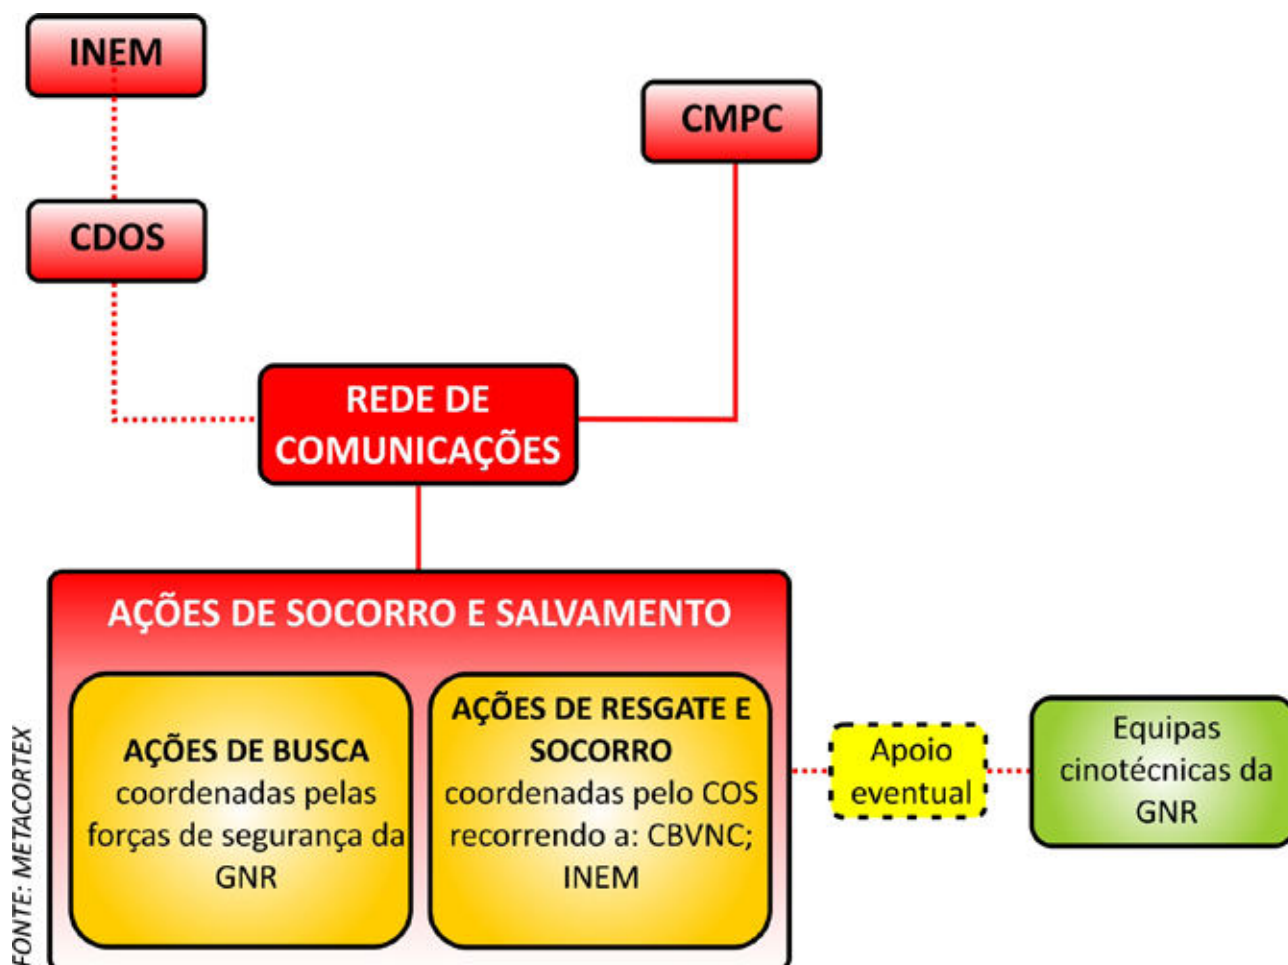 INEM
CMPC
CDOS
REDE DE
COMUNICAÇÕES
AÇÕES DE SOCORRO E SALVAMENTO
AÇÕES DE BUSCA
coordenadas pelas
forças de segurança da
GNR
AÇÕES DE RESGATE E
SOCORRO
coordenadas pelo COS
recorrendo a: CBVNC;
INEM
Apoio
eventual
Equipas
cinotécnicas da
GNR
FONTE: METACORTEX